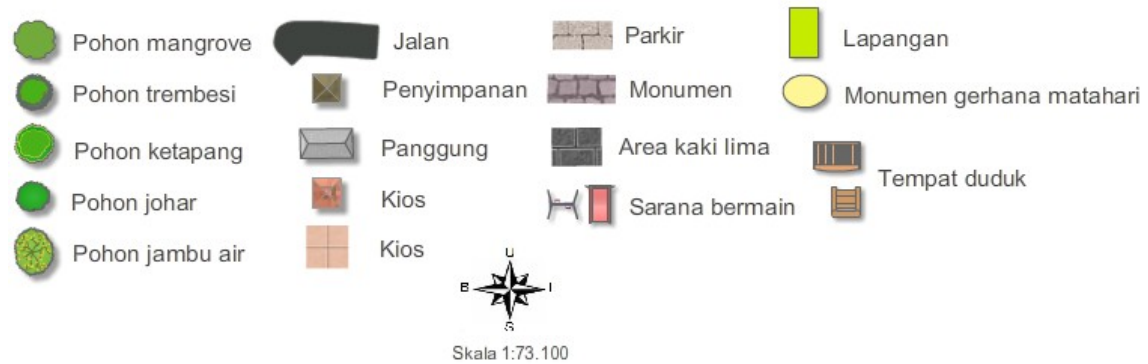 Pohon mangrove
Jalan
Parkir
Lapangan
Pohon trembesi
Penyimpanan
Monumen
Monumen gerhana matahari
Pohon ketapang
Panggung
Area kaki lima
Tempat duduk
Pohon johar
Kios
Sarana bermain
Pohon jambu air
Kios
U
B
I
S
Skala 1:73.100